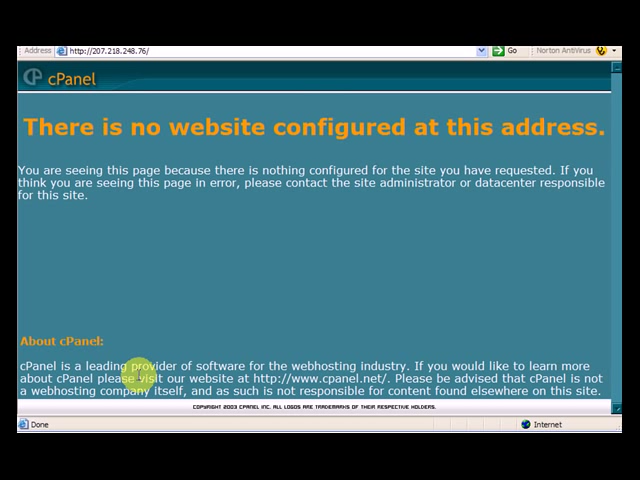 Address http://207.218.248.76/ Go Norton AntiVirus
cPanel
There is no website configured at this address.
You are seeing this page because there is nothing configured for the site you have requested. If you
think you are seeing this page in error, please contact the site administrator or datacenter responsible
for this site.
About cPanel:
cPanel is a leading provider of software for the webhosting industry. If you would like to learn more
about cPanel please visit our website at http://www.cpanel.net/. Please be advised that cPanel is not
a webhosting company itself, and as such is not responsible for content found elsewhere on this site.
COPYRIGHT 2003 CPANEL INC. ALL LOGOS ARE TRADEMARKS OF THEIR RESPECTIVE HOLDERS.
Done Internet